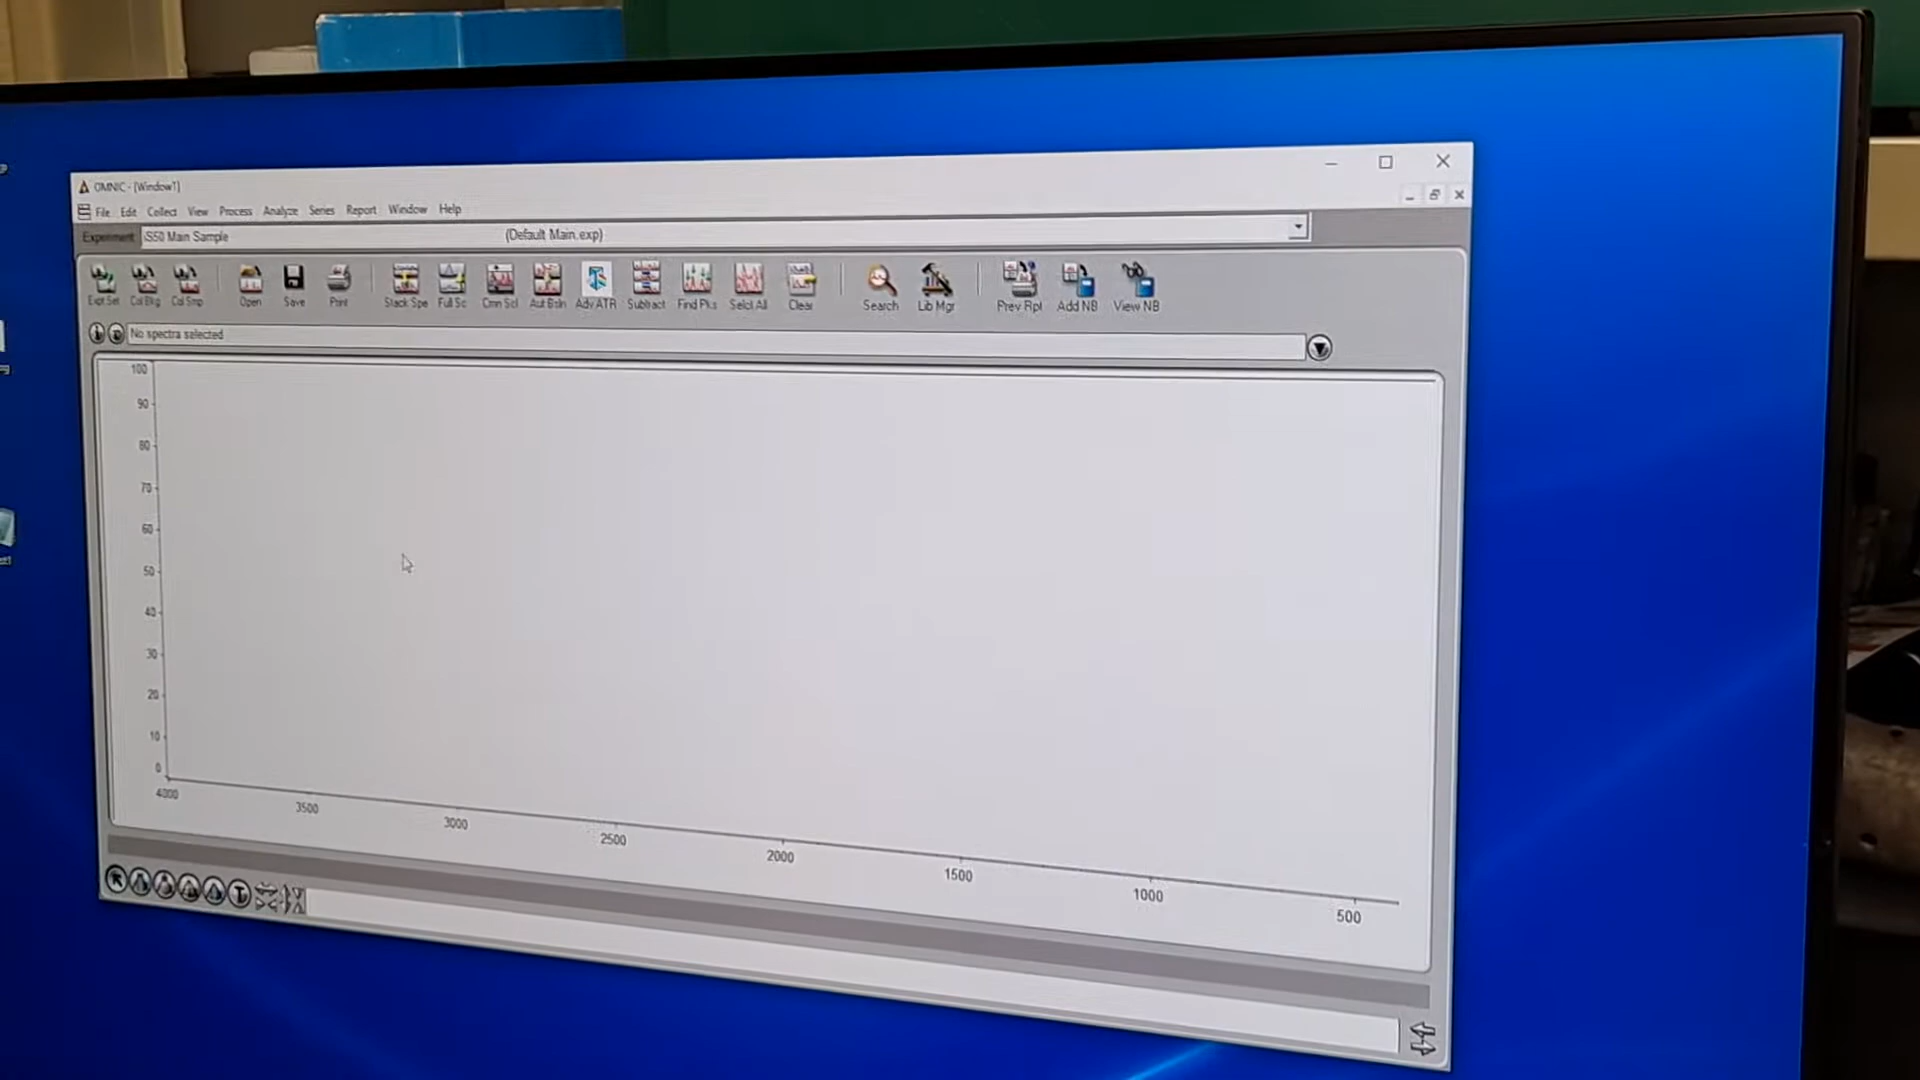 OMNIC - [Window1]
File Edit Collect View Process Analyze Series Report Window Help
Experiment: iS50 Main Sample (Default Main.exp)
Expt Set Col Bkg Col Smp Open Save Print Stack Spe Full Sc Cmn Scl Aut Bsln Adv ATR Subtract Find Pks Selct All Clear Search Lib Mgr Prev Rpt Add NB View NB
No spectra selected
100
90
80
70
60
50
40
30
20
10
0
4000 3500 3000 2500 2000 1500 1000 500